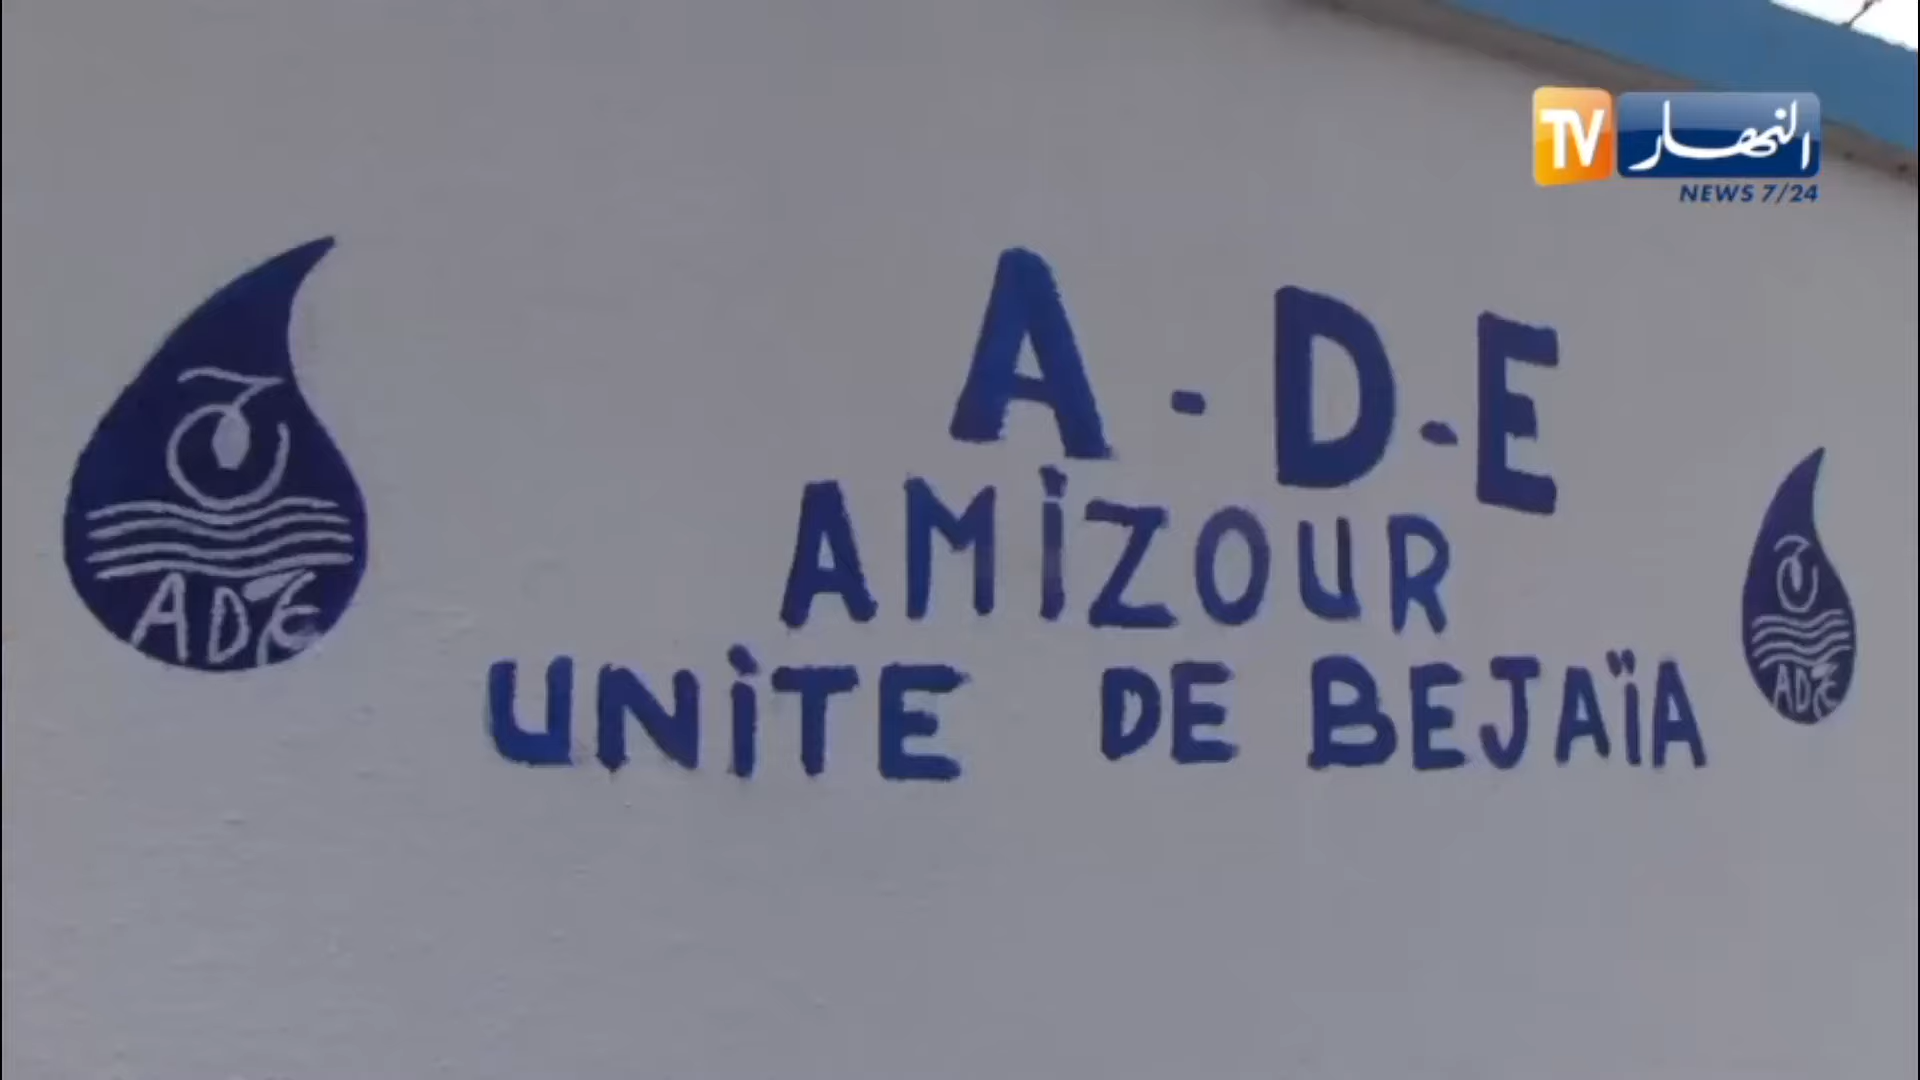 TV النهار
NEWS 7/24
A-D-E
AMiZOUR
UNiTE DE BEJAÏA
ADE
ADE